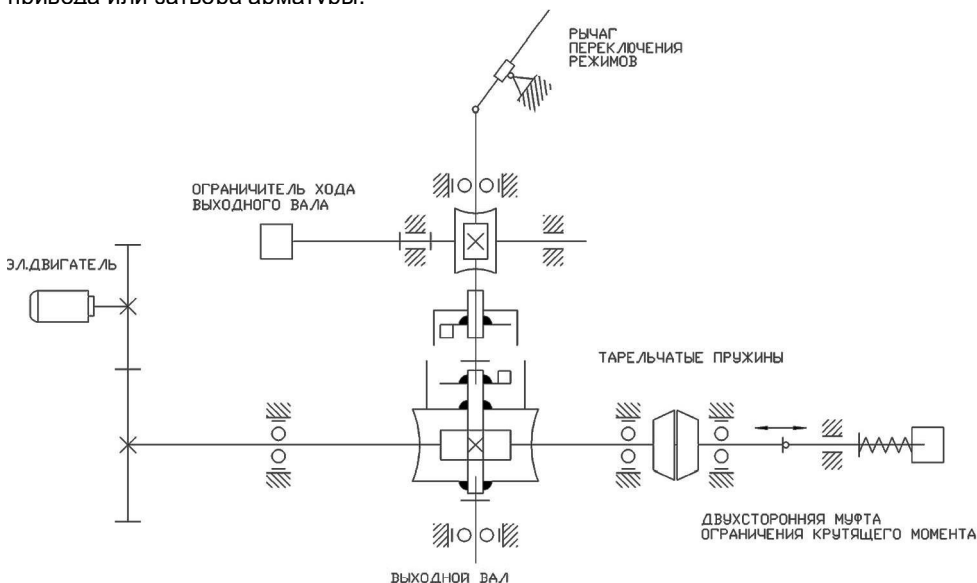 привода или затвора арматуры.
РЫЧАГ
ПЕРЕКЛЮЧЕНИЯ
РЕЖИМОВ
ОГРАНИЧИТЕЛЬ ХОДА
ВЫХОДНОГО ВАЛА
ЭЛ.ДВИГАТЕЛЬ
ТАРЕЛЬЧАТЫЕ ПРУЖИНЫ
ДВУХСТОРОННЯЯ МУФТА
ОГРАНИЧЕНИЯ КРУТЯЩЕГО МОМЕНТА
ВЫХОДНОЙ ВАЛ